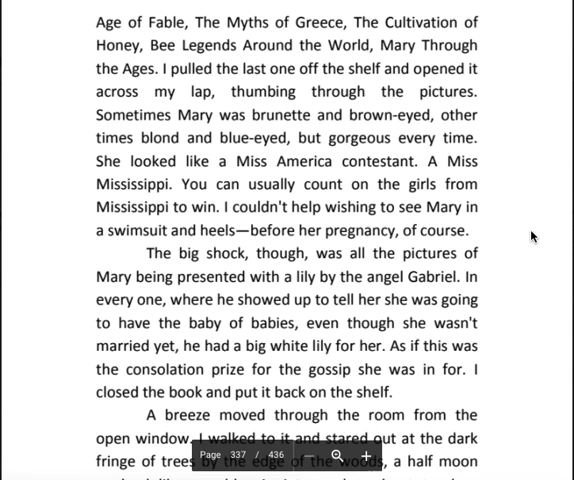 Age of Fable, The Myths of Greece, The Cultivation of
Honey, Bee Legends Around the World, Mary Through
the Ages. I pulled the last one off the shelf and opened it
across my lap, thumbing through the pictures.
Sometimes Mary was brunette and brown-eyed, other
times blond and blue-eyed, but gorgeous every time.
She looked like a Miss America contestant. A Miss
Mississippi. You can usually count on the girls from
Mississippi to win. I couldn't help wishing to see Mary in
a swimsuit and heels—before her pregnancy, of course.
The big shock, though, was all the pictures of
Mary being presented with a lily by the angel Gabriel. In
every one, where he showed up to tell her she was going
to have the baby of babies, even though she wasn't
married yet, he had a big white lily for her. As if this was
the consolation prize for the gossip she was in for. I
closed the book and put it back on the shelf.
A breeze moved through the room from the
open window. I walked to it and stared out at the dark
fringe of trees by the edge of the woods, a half moon
Page 337 / 436